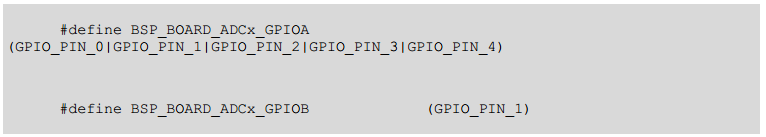 #define BSP_BOARD_ADCx_GPIOA
(GPIO_PIN_0|GPIO_PIN_1|GPIO_PIN_2|GPIO_PIN_3|GPIO_PIN_4)
#define BSP_BOARD_ADCx_GPIOB (GPIO_PIN_1)